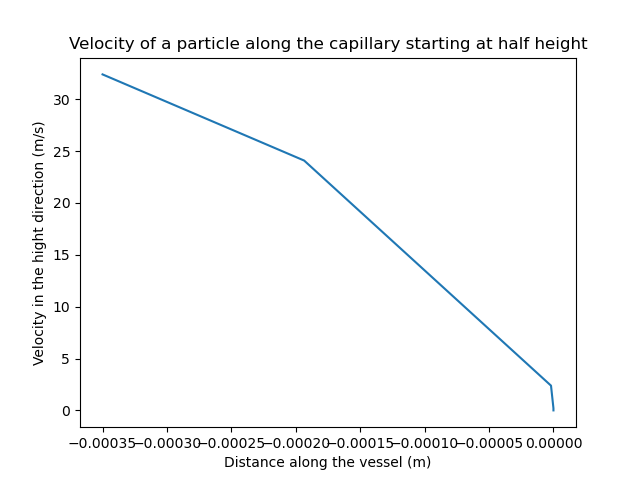 Velocity of a particle along the capillary starting at half height
Velocity in the hight direction (m/s)
30
25
20
15
10
5
0
−0.00035 −0.00030 −0.00025 −0.00020 −0.00015 −0.00010 −0.00005 0.00000
Distance along the vessel (m)